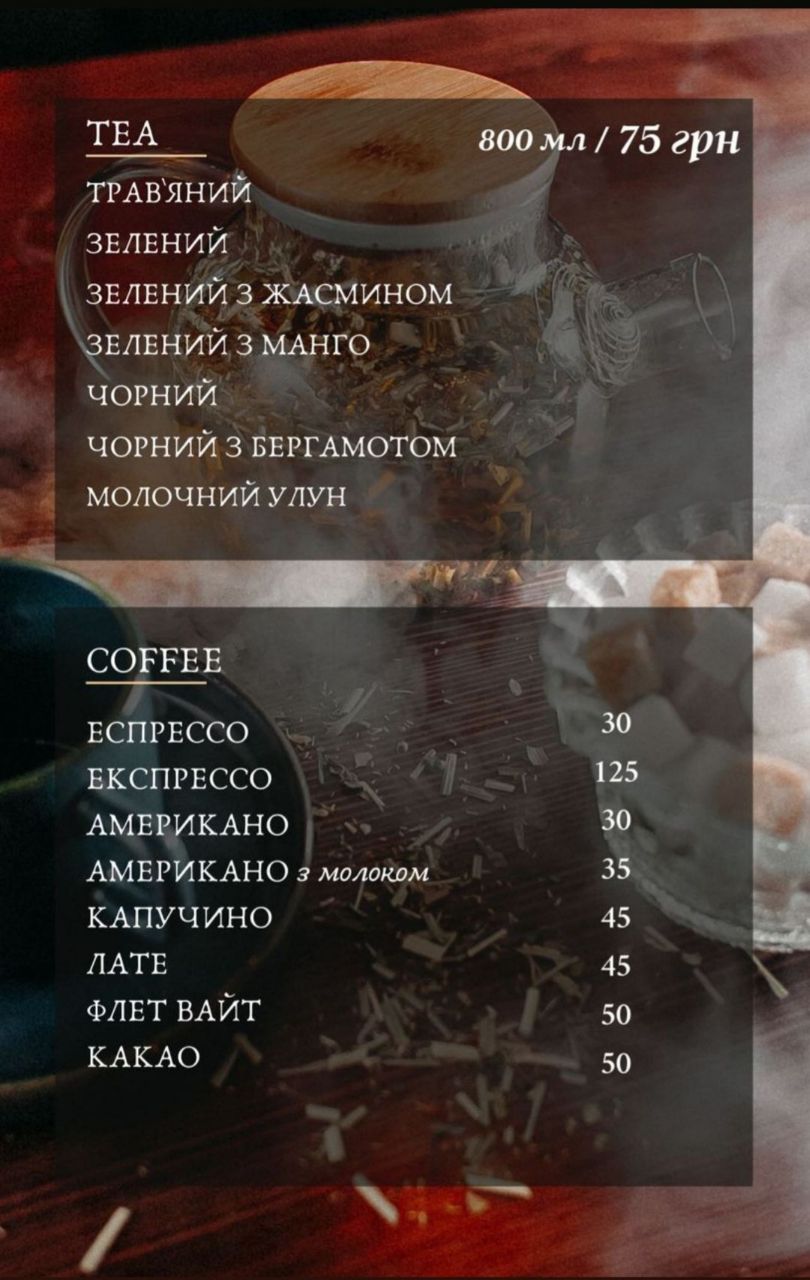 TEA
800 мл / 75 грн
ТРАВ`ЯНИЙ
ЗЕЛЕНИЙ
ЗЕЛЕНИЙ З ЖАСМИНОМ
ЗЕЛЕНИЙ З МАНГО
ЧОРНИЙ
ЧОРНИЙ З БЕРГАМОТОМ
МОЛОЧНИЙ УЛУН
COFFEE
ЕСПРЕССО 30
ЕКСПРЕССО 125
АМЕРИКАНО 30
АМЕРИКАНО з молоком 35
КАПУЧИНО 45
ЛАТЕ 45
ФЛЕТ ВАЙТ 50
КАКАО 50